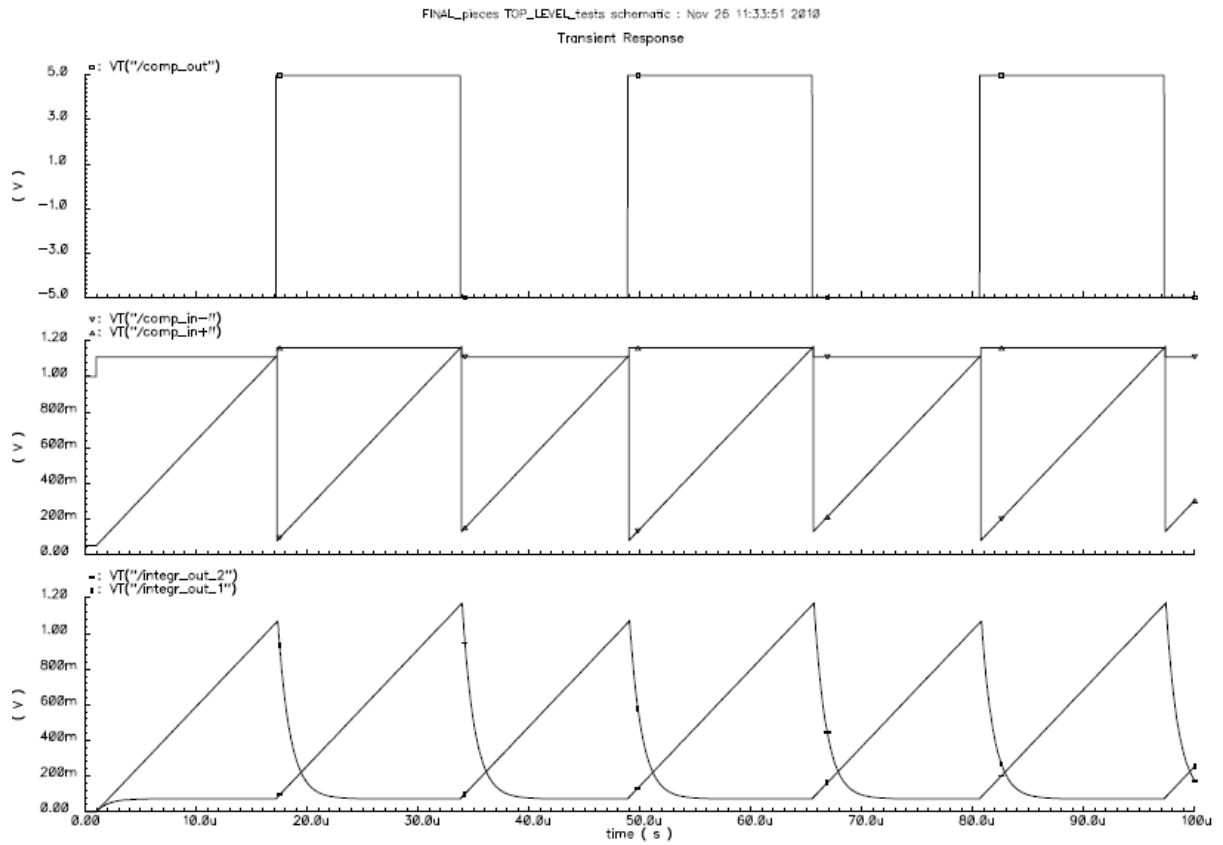 FINAL_pieces TOP_LEVEL_tests schematic : Nov 26 11:33:51 2010
Transient Response
▫: VT("/comp_out")
5.0
3.0
1.0
−1.0
−3.0
−5.0
( V )
▿: VT("/comp_in−")
▵: VT("/comp_in+")
1.20
1.00
800m
600m
400m
200m
0.00
( V )
−: VT("/integr_out_2")
ı: VT("/integr_out_1")
1.20
1.00
800m
600m
400m
200m
0.00
( V )
0.00 10.0u 20.0u 30.0u 40.0u 50.0u 60.0u 70.0u 80.0u 90.0u 100u
time ( s )